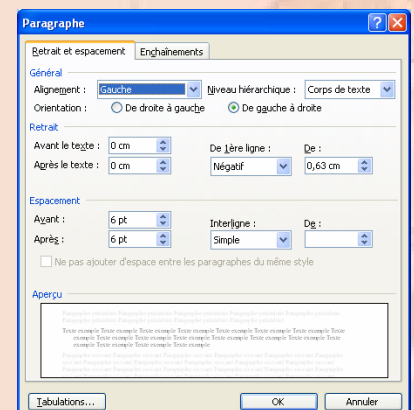 Paragraphe
Retrait et espacement Enchaînements
Général
Alignement : Gauche Niveau hiérarchique : Corps de texte
Orientation : De droite à gauche De gauche à droite
Retrait
Avant le texte : 0 cm De 1ère ligne : De :
Après le texte : 0 cm Négatif 0,63 cm
Espacement
Avant : 6 pt Interligne : De :
Après : 6 pt Simple
Ne pas ajouter d'espace entre les paragraphes du même style
Aperçu
Texte exemple Texte exemple Texte exemple Texte exemple Texte exemple Texte exemple Texte exemple Texte
exemple Texte exemple Texte exemple Texte exemple Texte exemple Texte exemple Texte exemple Texte
exemple Texte exemple Texte exemple Texte exemple
Tabulations... OK Annuler